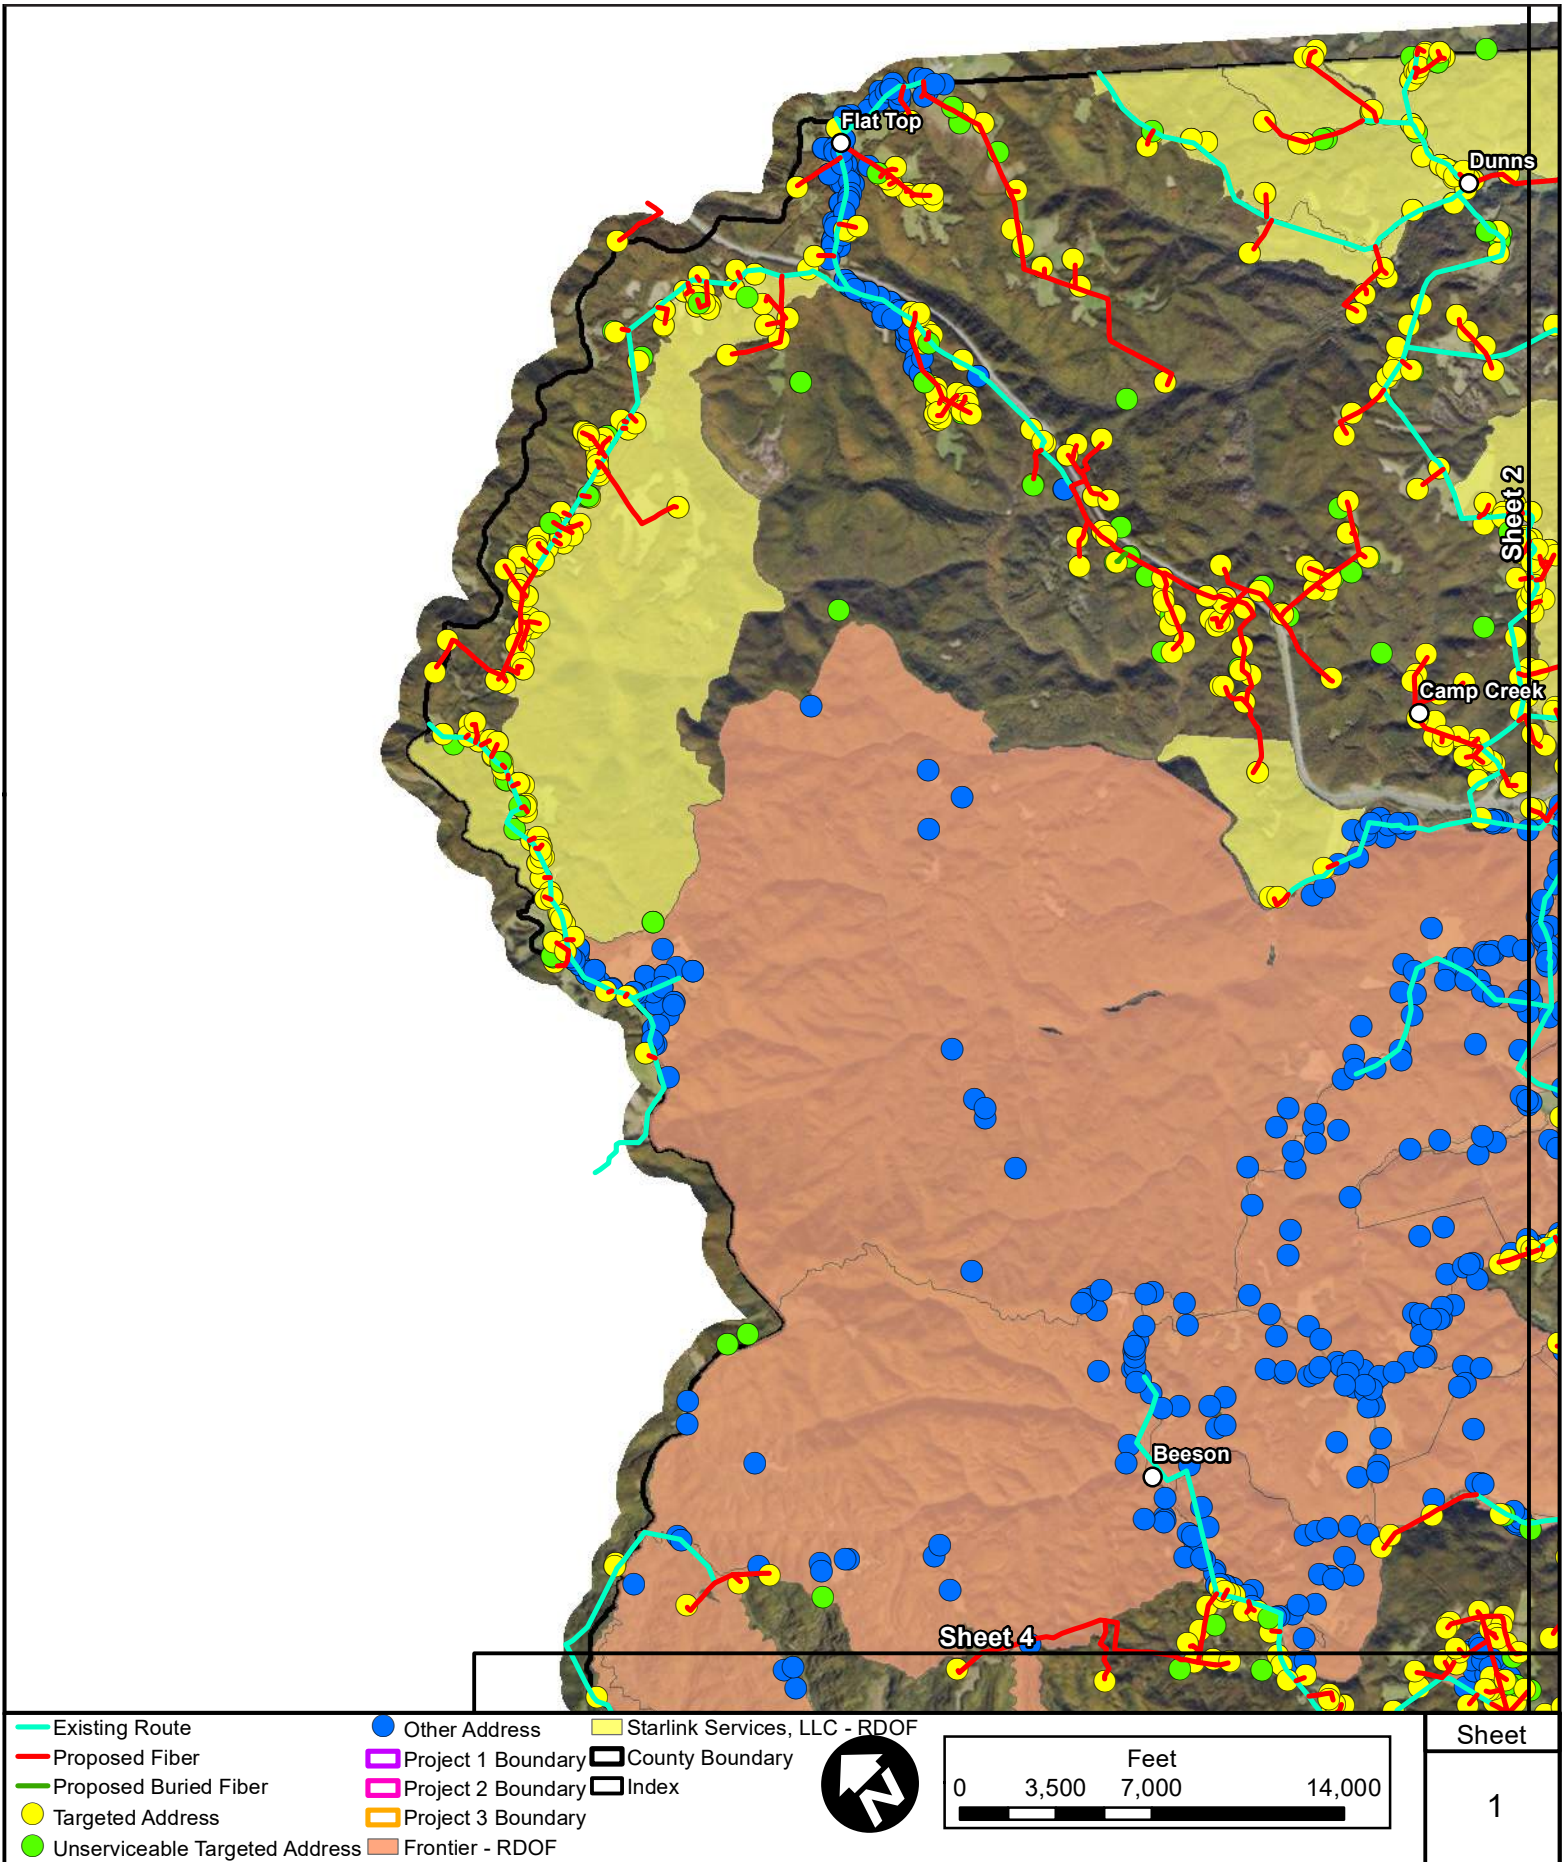 Flat Top
Dunns
Sheet 2
Camp Creek
Beeson
Sheet 4
Existing Route
Proposed Fiber
Proposed Buried Fiber
Targeted Address
Unserviceable Targeted Address
Other Address
Project 1 Boundary
Project 2 Boundary
Project 3 Boundary
Frontier - RDOF
Starlink Services, LLC - RDOF
County Boundary
Index
N
Feet
0 3,500 7,000 14,000
Sheet
1